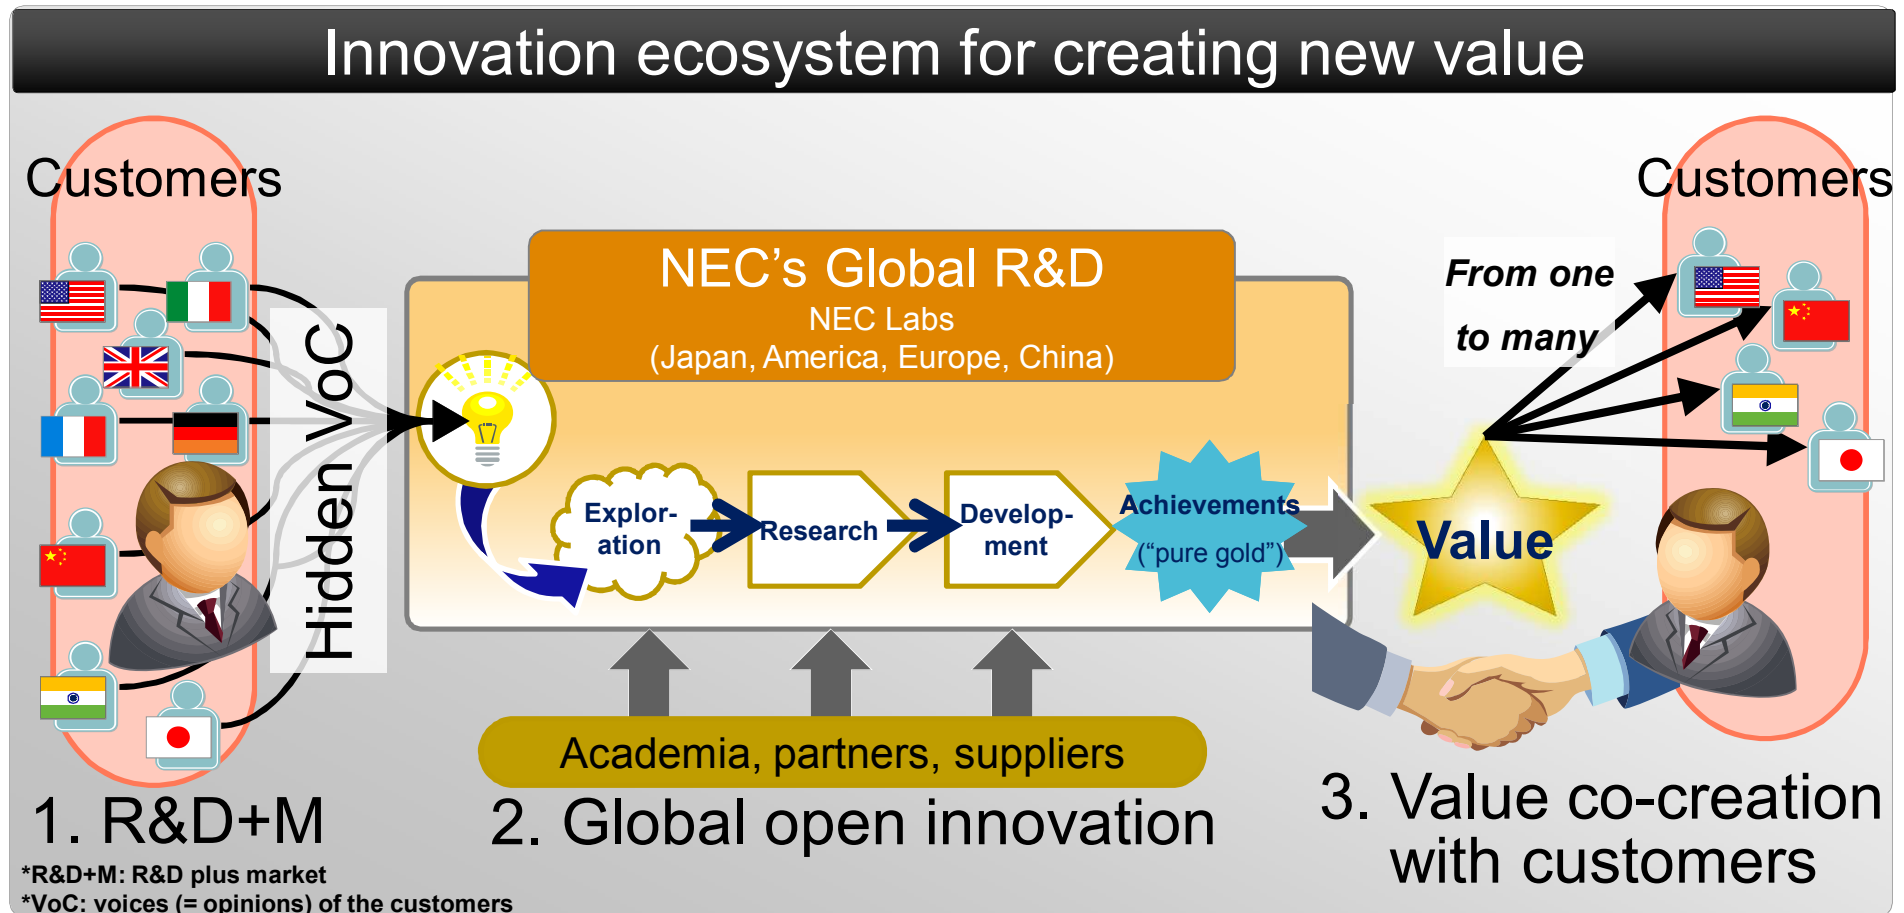 Innovation ecosystem for creating new value
Customers
Hidden VoC
NEC’s Global R&D
NEC Labs
(Japan, America, Europe, China)
Explor-
ation
Research
Develop-
ment
Achievements
(“pure gold”)
Academia, partners, suppliers
From one
to many
Value
Customers
1. R&D+M
2. Global open innovation
3. Value co-creation
with customers
*R&D+M: R&D plus market
*VoC: voices (= opinions) of the customers